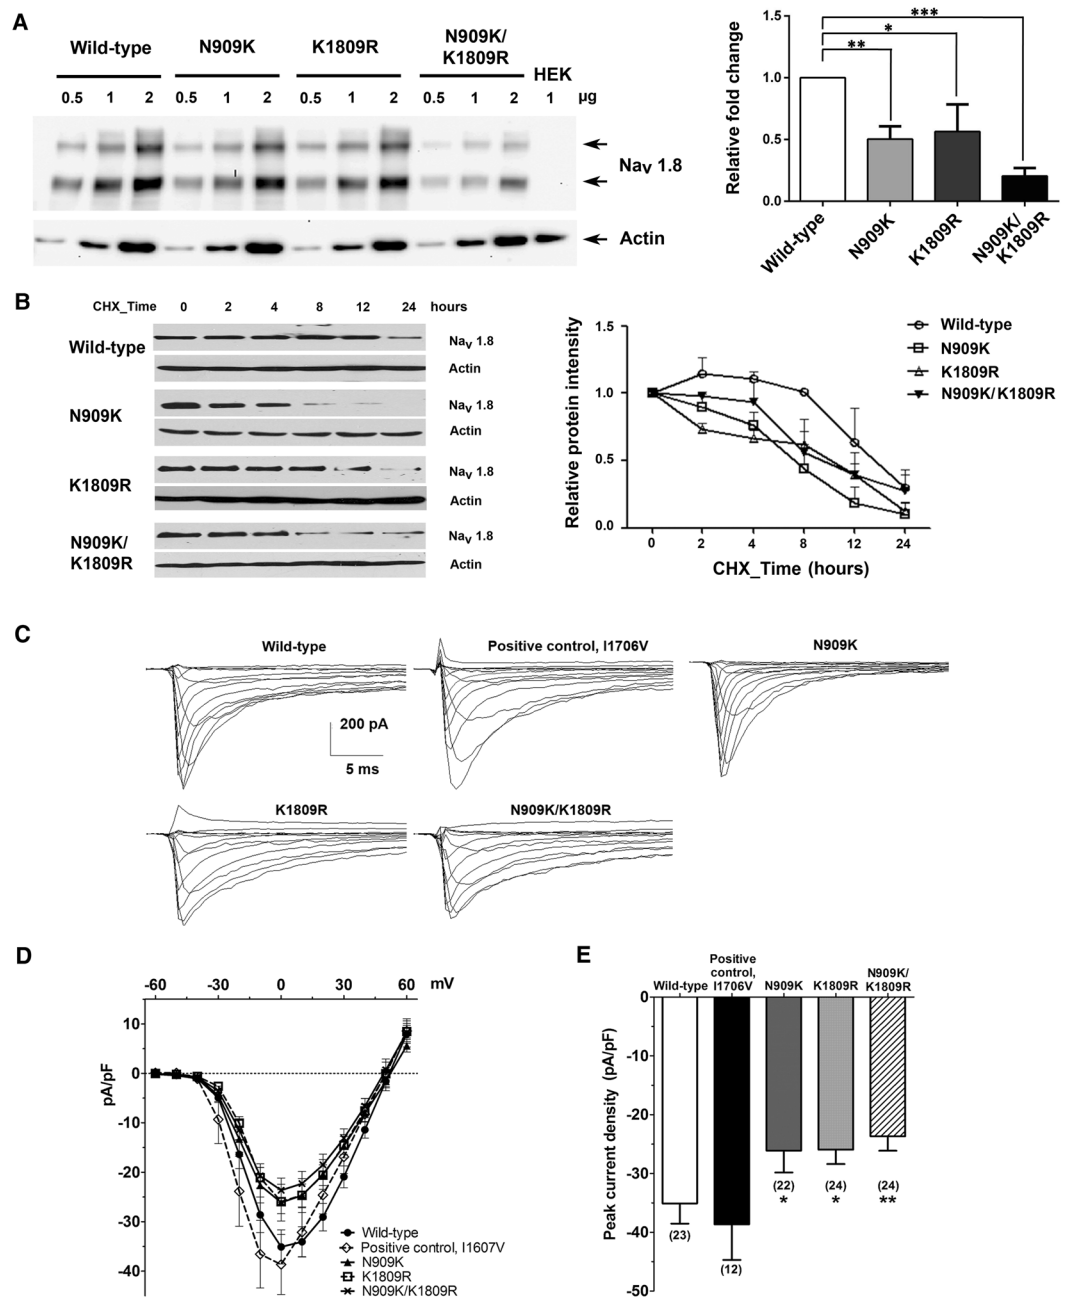 A
Wild-type
N909K
K1809R
N909K/
K1809R
HEK
0.5 1 2 0.5 1 2 0.5 1 2 0.5 1 2 1 µg
Nav 1.8
Actin
Relative fold change
1.5
1.0
0.5
0.0
***
*
**
Wild-type
N909K
K1809R
N909K/
K1809R
B
CHX_Time 0 2 4 8 12 24 hours
Wild-type
Nav 1.8
Actin
N909K
Nav 1.8
Actin
K1809R
Nav 1.8
Actin
N909K/
K1809R
Nav 1.8
Actin
Relative protein intensity
1.5
1.0
0.5
0.0
0 2 4 8 12 24
CHX_Time (hours)
Wild-type
N909K
K1809R
N909K/K1809R
C
Wild-type
Positive control, I1706V
N909K
200 pA
5 ms
K1809R
N909K/K1809R
D
-60 -30 0 30 60 mV
pA/pF
10
0
-10
-20
-30
-40
Wild-type
Positive control, I1607V
N909K
K1809R
N909K/K1809R
E
Wild-type
Positive
control,
I1706V
N909K
K1809R
N909K/
K1809R
Peak current density (pA/pF)
0
-10
-20
-30
-40
-50
(23)
(12)
(22)
*
(24)
*
(24)
**